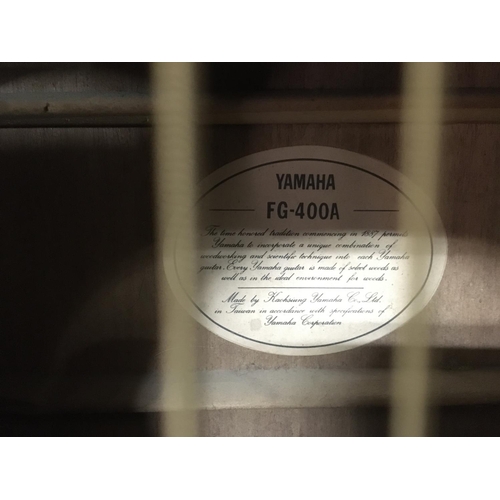 YAMAHA
FG-400A
The time honored tradition commencing in 1887 permits
Yamaha to incorporate a unique combination of
woodworking and scientific technique into each Yamaha
guitar. Every Yamaha guitar is made of select woods as
well as in the ideal environment for woods.
Made by Kaohsiung Yamaha C., Ltd.
in Taiwan in accordance with specifications of
Yamaha Corporation